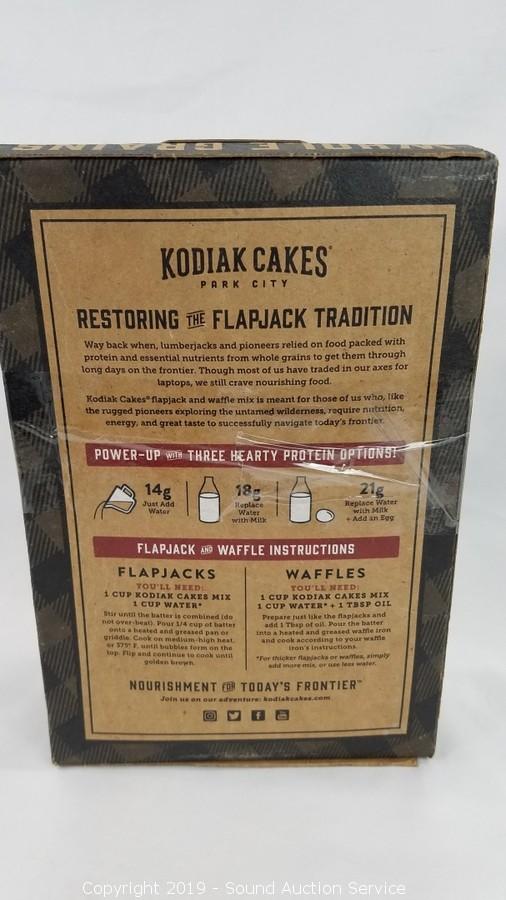 WHOLE GRAINS
KODIAK CAKES®
PARK CITY
RESTORING THE FLAPJACK TRADITION
Way back when, lumberjacks and pioneers relied on food packed with
protein and essential nutrients from whole grains to get them through
long days on the frontier. Though most of us have traded in our axes for
laptops, we still crave nourishing food.
Kodiak Cakes® flapjack and waffle mix is meant for those of us who, like
the rugged pioneers exploring the untamed wilderness, require nutrition,
energy, and great taste to successfully navigate today's frontier.
POWER-UP WITH THREE HEARTY PROTEIN OPTIONS!
14g
Just Add
Water
18g
Replace
Water
with Milk
21g
Replace Water
with Milk
+ Add an Egg
FLAPJACK AND WAFFLE INSTRUCTIONS
FLAPJACKS
YOU'LL NEED:
1 CUP KODIAK CAKES MIX
1 CUP WATER*
Stir until the batter is combined (do
not over-beat). Pour 1/4 cup of batter
onto a heated and greased pan or
griddle. Cook on medium-high heat,
or 375° F, until bubbles form on the
top. Flip and continue to cook until
golden brown.
WAFFLES
YOU'LL NEED:
1 CUP KODIAK CAKES MIX
1 CUP WATER* + 1 TBSP OIL
Prepare just like the flapjacks and
add 1 Tbsp of oil. Pour the batter
into a heated and greased waffle iron
and cook according to your waffle
iron's instructions.
*For thicker flapjacks or waffles, simply
add more mix, or use less water.
NOURISHMENT FOR TODAY'S FRONTIER™
Join us on our adventure: kodiakcakes.com
Copyright 2019 - Sound Auction Service